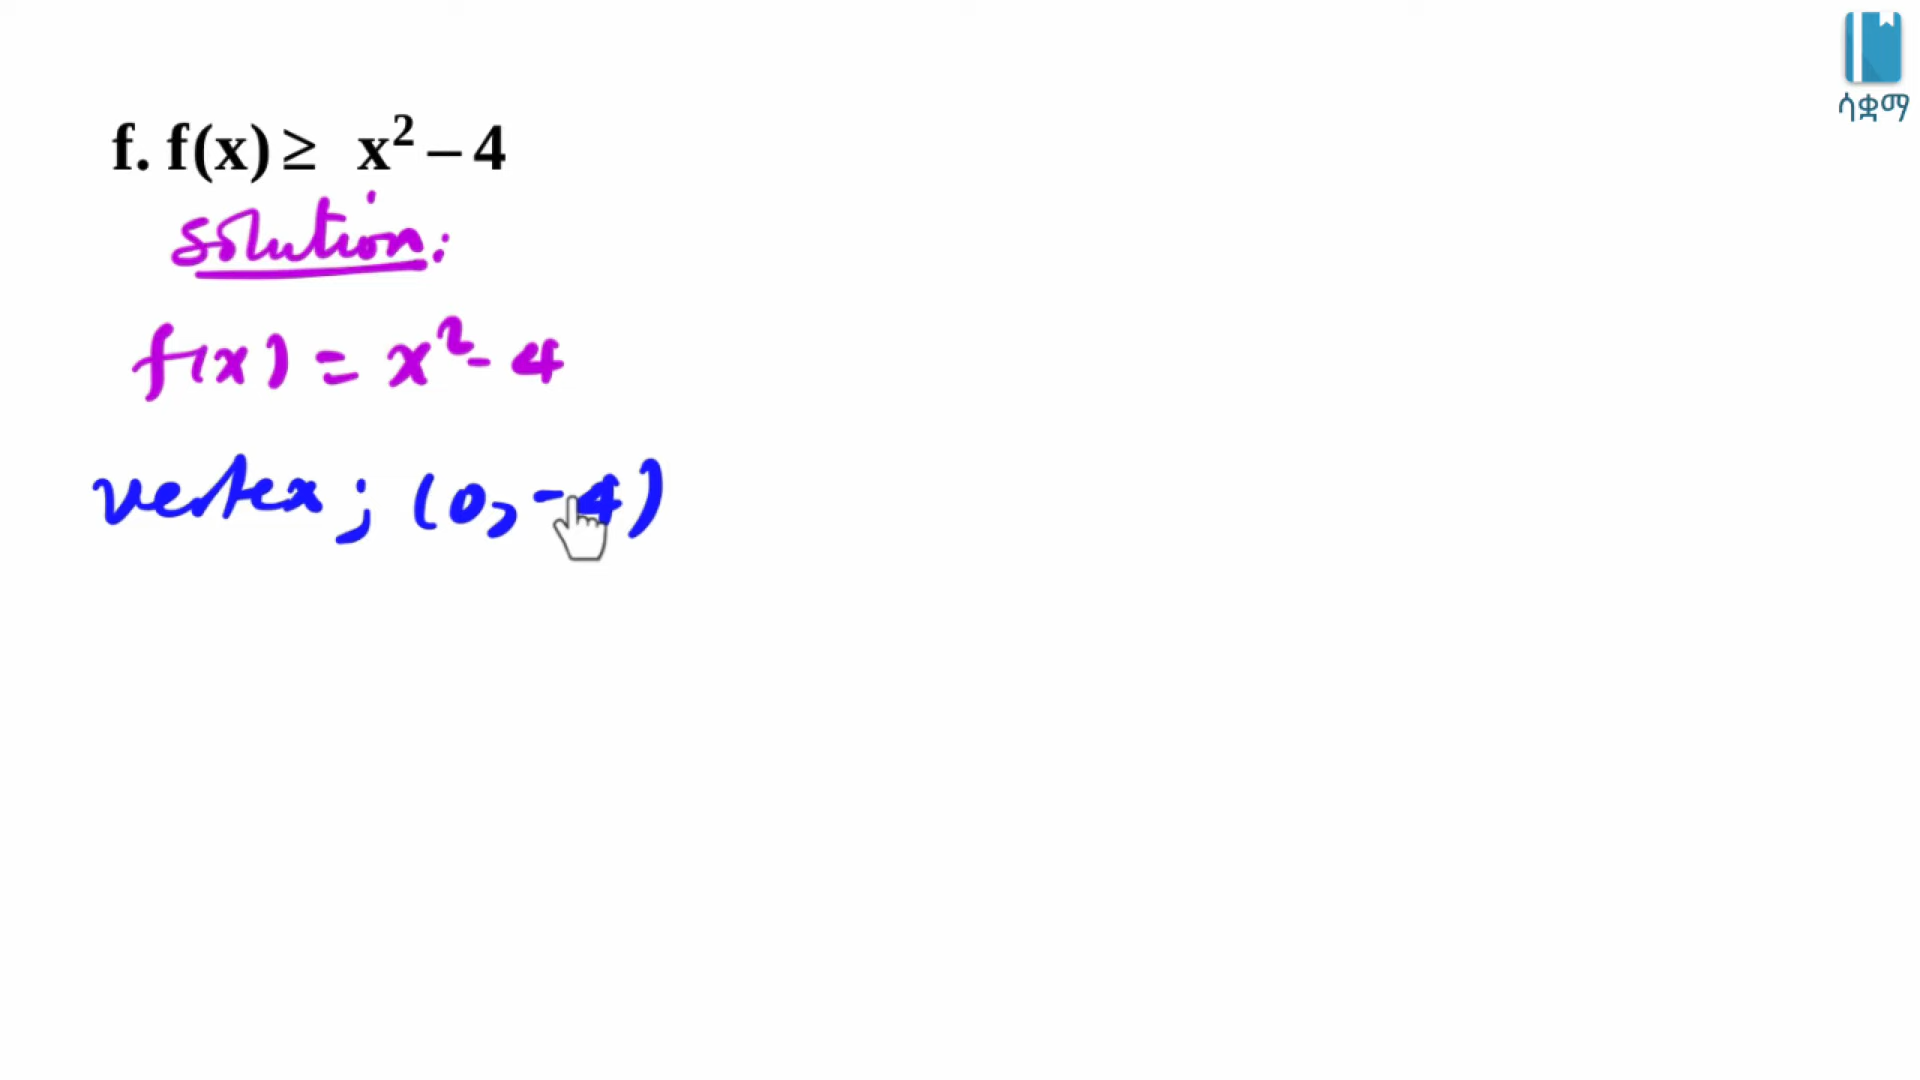 ሳቋማ
f. f(x) ≥ x² – 4
solution:
f(x) = x² - 4
vertex; (0, -4)